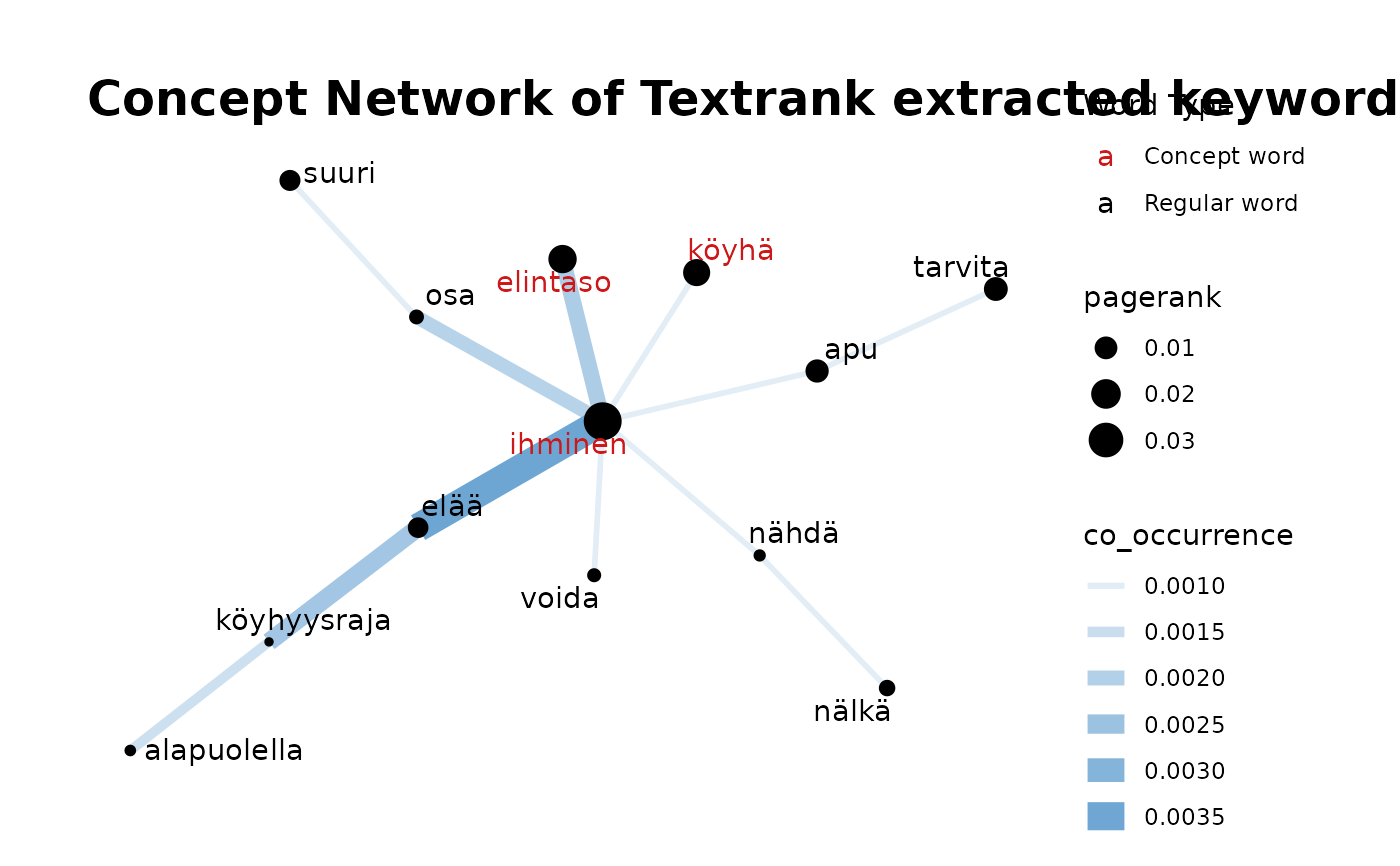 Concept Network of Textrank extracted keyword
Word Type
a Concept word
a Regular word
suuri
köyhä
tarvita
elintaso
osa
pagerank
0.01
apu
0.02
ihminen
0.03
elää
nähdä
co_occurrence
0.0010
voida
köyhyysraja
0.0015
0.0020
nälkä
0.0025
alapuolella
0.0030
0.0035